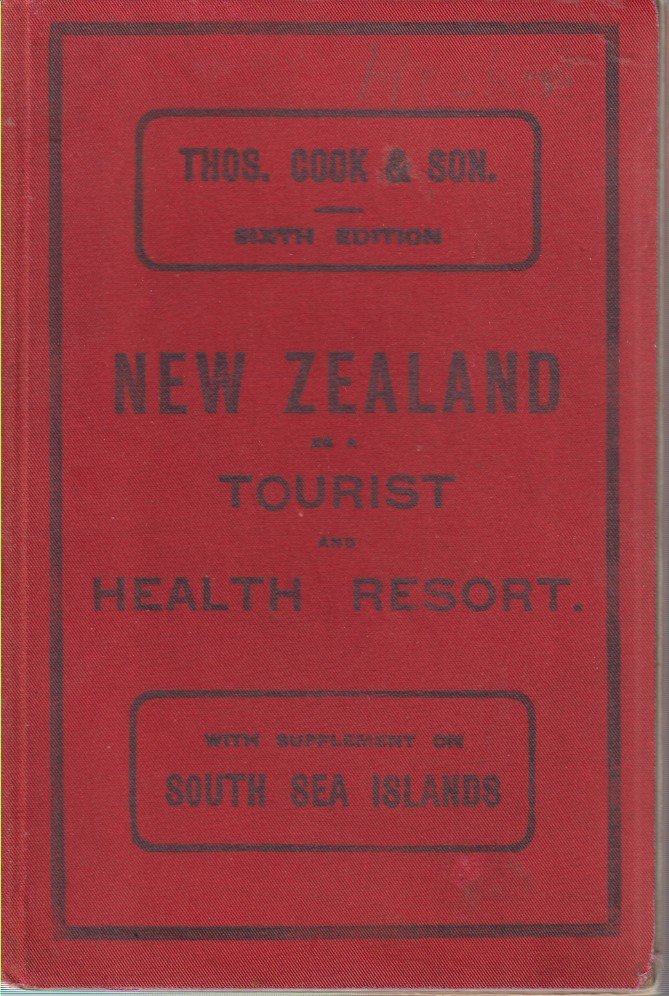 THOS. COOK & SON.
SIXTH EDITION
NEW ZEALAND
AS A
TOURIST
AND
HEALTH RESORT.
WITH SUPPLEMENT ON
SOUTH SEA ISLANDS